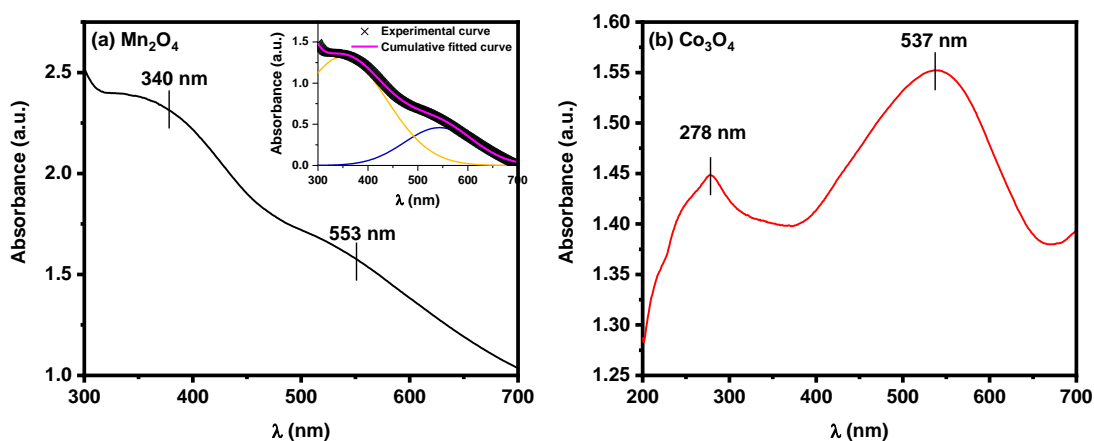 (a) Mn₂O₄
340 nm
553 nm
Absorbance (a.u.)
2.5
2.0
1.5
1.0
300
400
500
600
700
λ (nm)
× Experimental curve
Cumulative fitted curve
Absorbance (a.u.)
1.5
1.0
0.5
0.0
300
400
500
600
700
λ (nm)
(b) Co₃O₄
537 nm
278 nm
Absorbance (a.u.)
1.60
1.55
1.50
1.45
1.40
1.35
1.30
1.25
200
300
400
500
600
700
λ (nm)